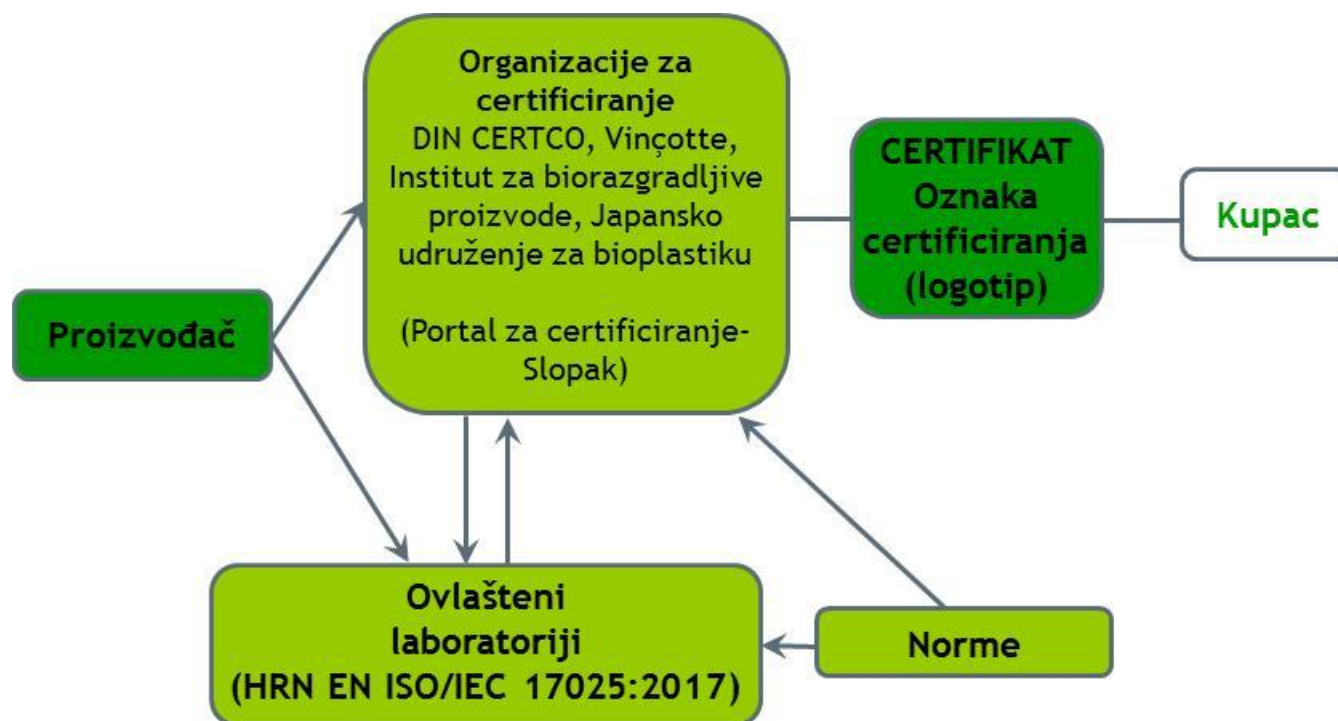 Organizacije za
certificiranje
DIN CERTCO, Vinçotte,
Institut za biorazgradljive
proizvode, Japansko
udruženje za bioplastiku
(Portal za certificiranje-
Slopak)
CERTIFIKAT
Oznaka
certificiranja
(logotip)
Kupac
Proizvođač
Ovlašteni
laboratoriji
(HRN EN ISO/IEC 17025:2017)
Norme